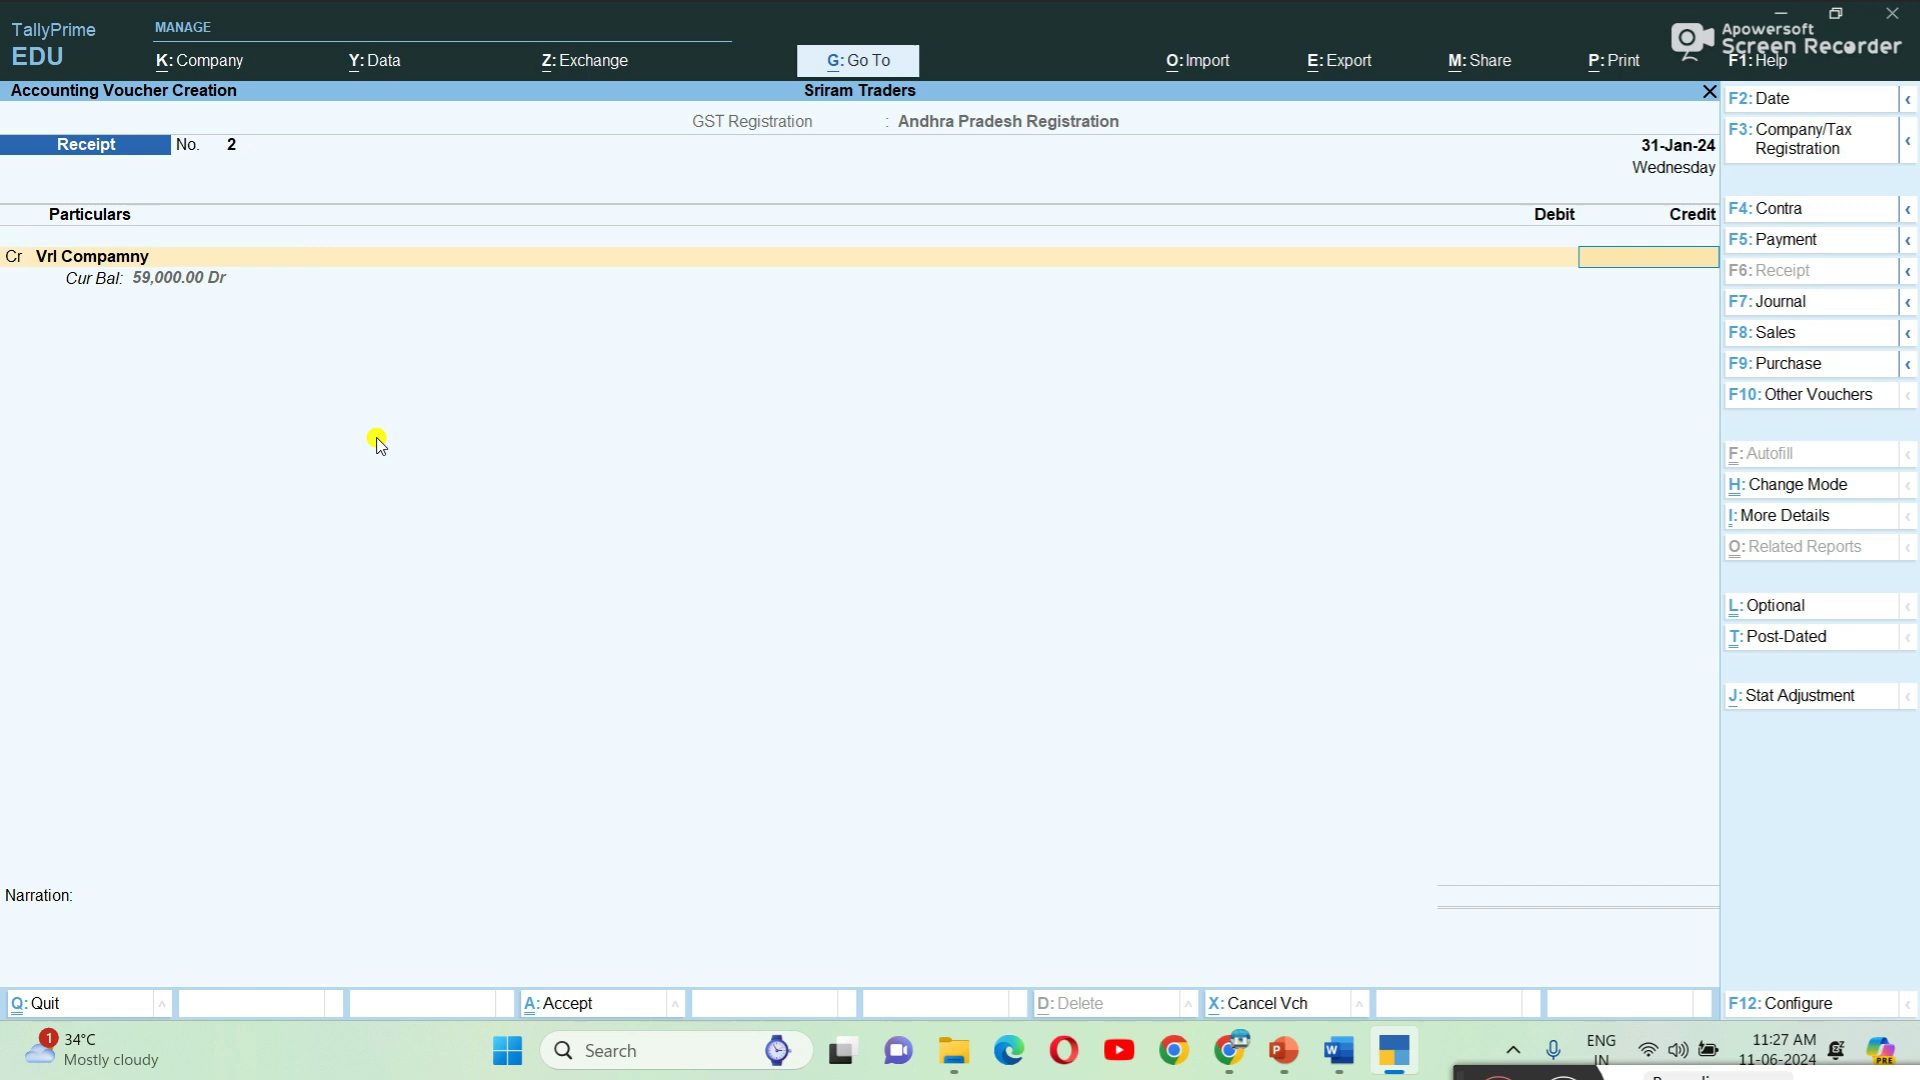 TallyPrime
EDU
MANAGE
K: Company
Y: Data
Z: Exchange
G: Go To
O: Import
E: Export
M: Share
P: Print
F1: Help
Apowersoft
Screen Recorder
Accounting Voucher Creation
Sriram Traders
GST Registration : Andhra Pradesh Registration
Receipt No. 2
31-Jan-24
Wednesday
Particulars
Debit
Credit
Cr Vrl Compamny
Cur Bal: 59,000.00 Dr
Narration:
F2: Date
F3: Company/Tax
Registration
F4: Contra
F5: Payment
F6: Receipt
F7: Journal
F8: Sales
F9: Purchase
F10: Other Vouchers
F: Autofill
H: Change Mode
I: More Details
O: Related Reports
L: Optional
T: Post-Dated
J: Stat Adjustment
F12: Configure
Q: Quit
A: Accept
D: Delete
X: Cancel Vch
1
34°C
Mostly cloudy
Search
ENG
IN
11:27 AM
11-06-2024
PRE